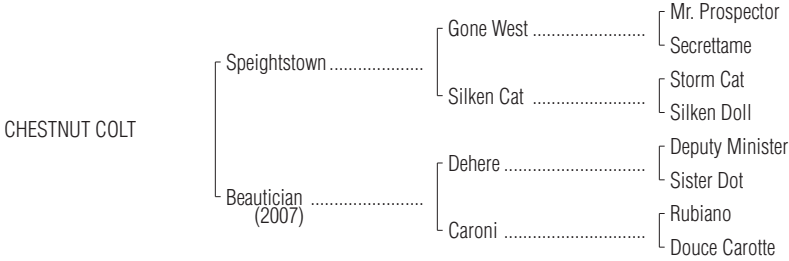 Mr. Prospector
Gone West ........................
Secrettame
Speightstown ....................
Storm Cat
Silken Cat ........................
Silken Doll
CHESTNUT COLT
Deputy Minister
Dehere ..............................
Sister Dot
Beautician ........................
(2007)
Rubiano
Caroni ..............................
Douce Carotte